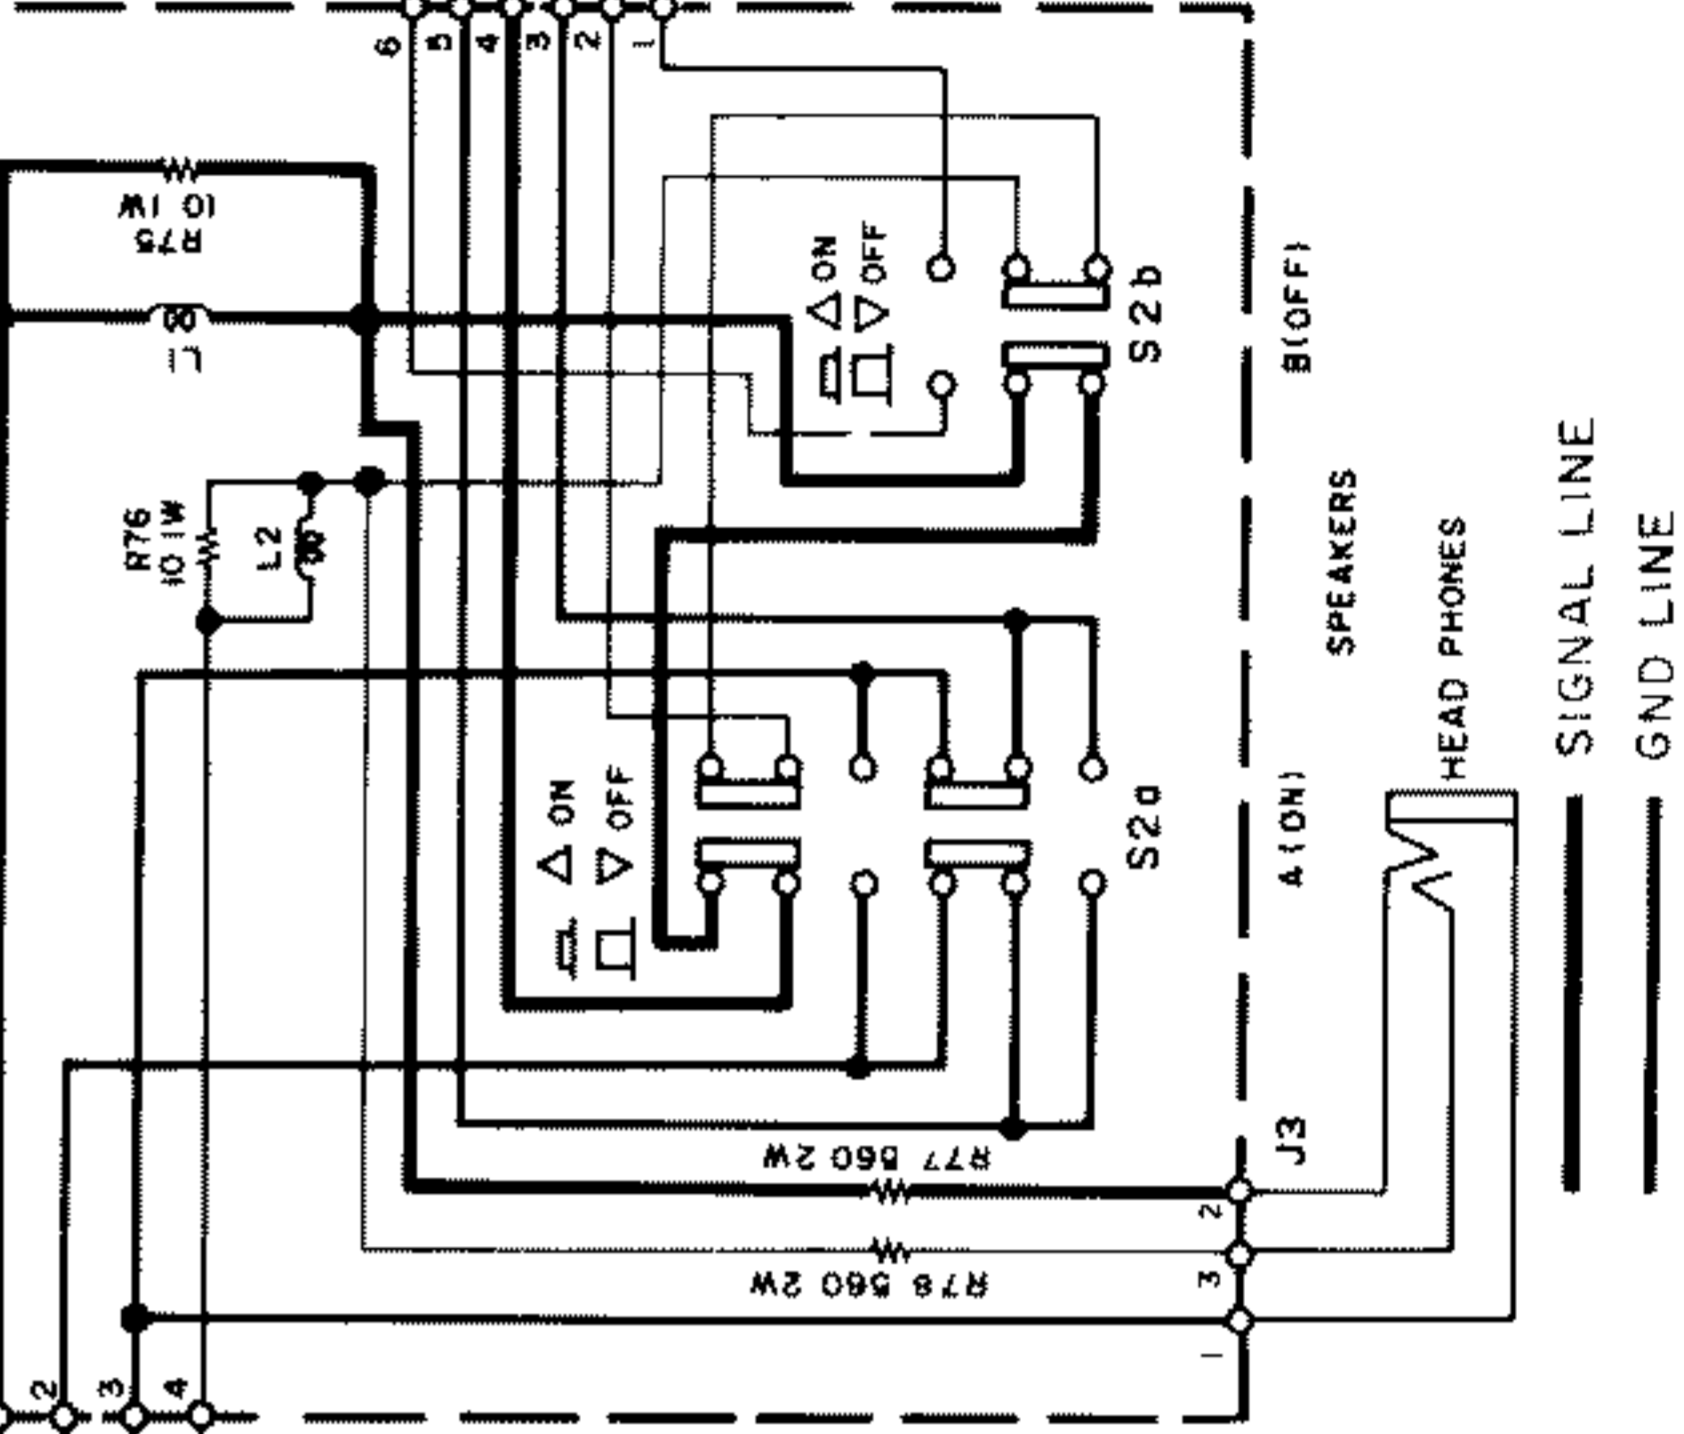 6 5 4 3 2 1
10 1W
R75
L1
ON
OFF
S2b
B(OFF)
R76
10 1W
L2
SPEAKERS
HEAD PHONES
SIGNAL LINE
GND LINE
ON
OFF
S2a
A(ON)
R77 560 2W
J3
2
3
R78 560 2W
1
2 3 4